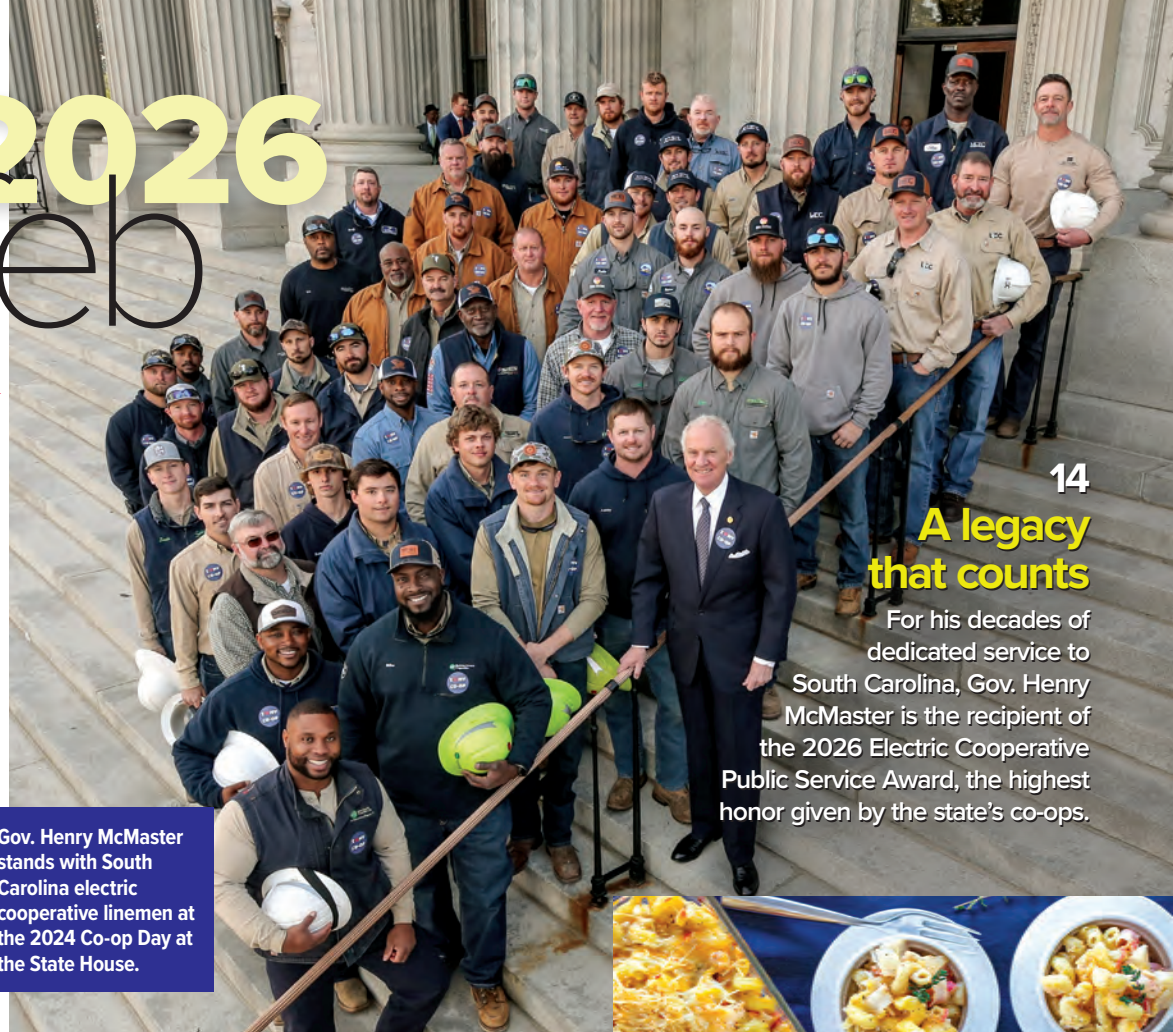 2026
eb
14
A legacy
that counts
For his decades of
dedicated service to
South Carolina, Gov. Henry
McMaster is the recipient of
the 2026 Electric Cooperative
Public Service Award, the highest
honor given by the state's co-ops.
Gov. Henry McMaster
stands with South
Carolina electric
cooperative linemen at
the 2024 Co-op Day at
the State House.